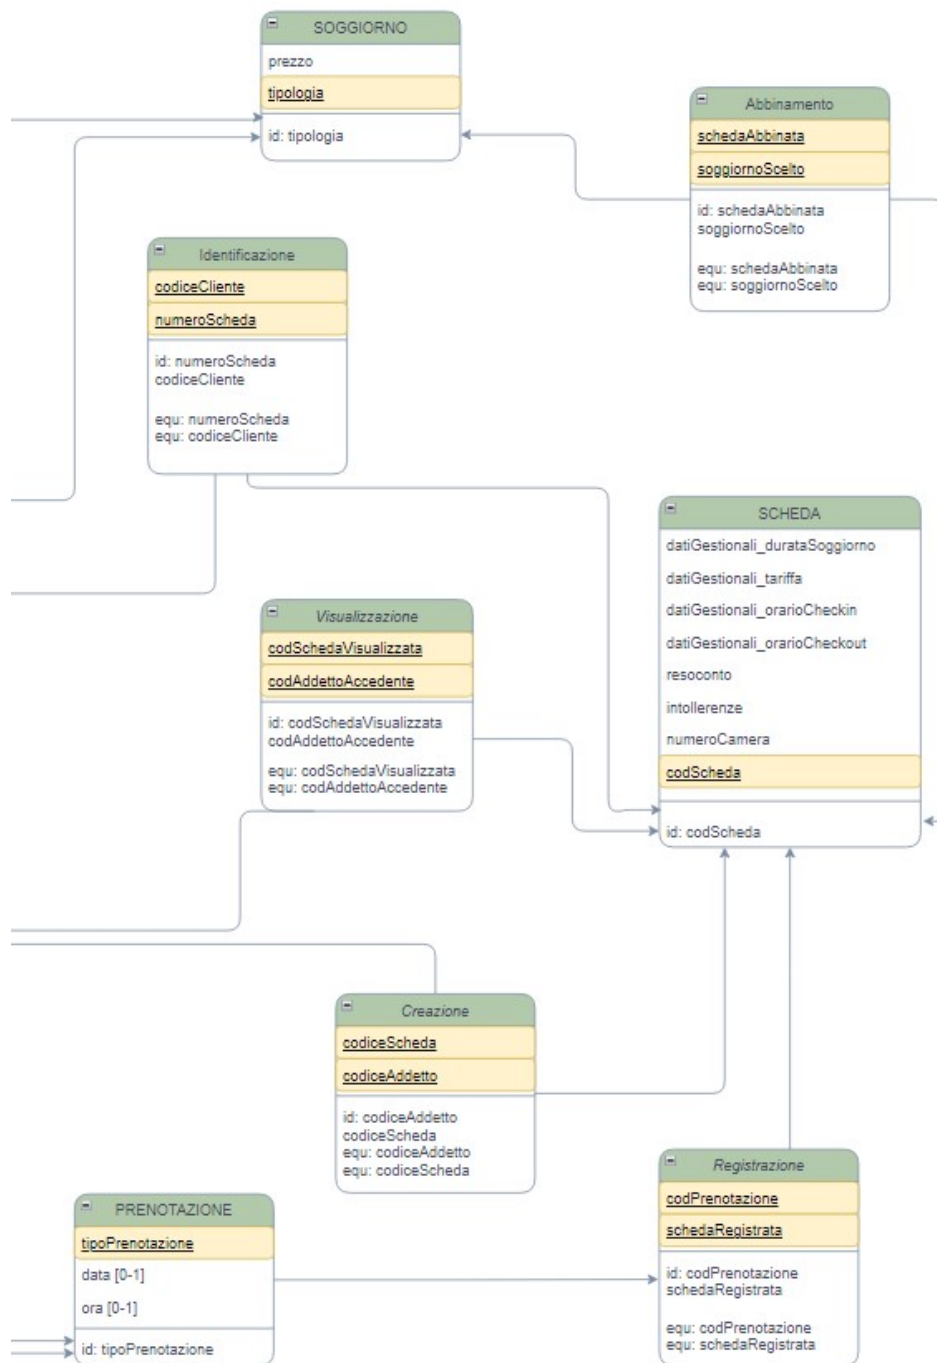 SOGGIORNO
prezzo
tipologia
id: tipologia
Abbinamento
schedaAbbinata
soggiornoScelto
id: schedaAbbinata
soggiornoScelto
equ: schedaAbbinata
equ: soggiornoScelto
Identificazione
codiceCliente
numeroScheda
id: numeroScheda
codiceCliente
equ: numeroScheda
equ: codiceCliente
SCHEDA
datiGestionali_durataSoggiorno
datiGestionali_tariffa
datiGestionali_orarioCheckin
datiGestionali_orarioCheckout
resoconto
intollerenze
numeroCamera
codScheda
id: codScheda
Visualizzazione
codSchedaVisualizzata
codAddettoAccedente
id: codSchedaVisualizzata
codAddettoAccedente
equ: codSchedaVisualizzata
equ: codAddettoAccedente
Creazione
codiceScheda
codiceAddetto
id: codiceAddetto
codiceScheda
equ: codiceAddetto
equ: codiceScheda
Registrazione
codPrenotazione
schedaRegistrata
id: codPrenotazione
schedaRegistrata
equ: codPrenotazione
equ: schedaRegistrata
PRENOTAZIONE
tipoPrenotazione
data [0-1]
ora [0-1]
id: tipoPrenotazione